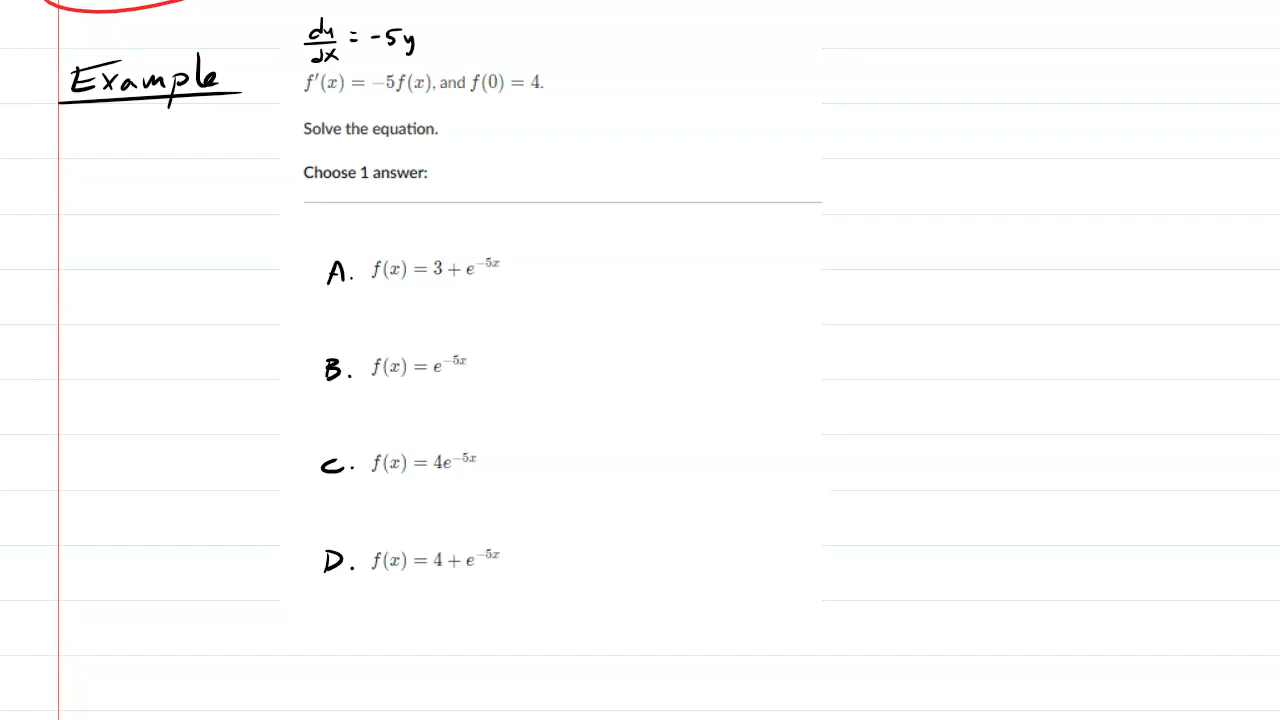 dy/dx = -5y
Example
f′(x) = −5f(x), and f(0) = 4.
Solve the equation.
Choose 1 answer:
A. f(x) = 3 + e^{−5x}
B. f(x) = e^{−5x}
C. f(x) = 4e^{−5x}
D. f(x) = 4 + e^{−5x}